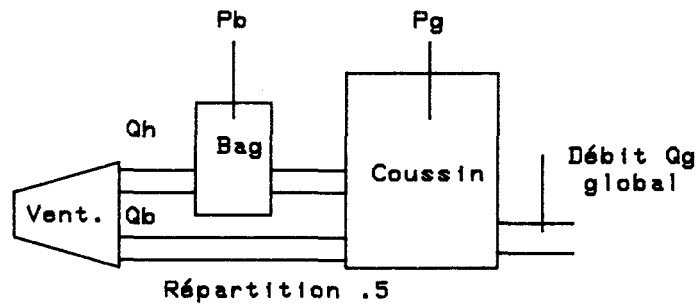 Pb
Pg
Qh
Bag
Débit Qg
global
Coussin
Vent.
Qb
Répartition .5